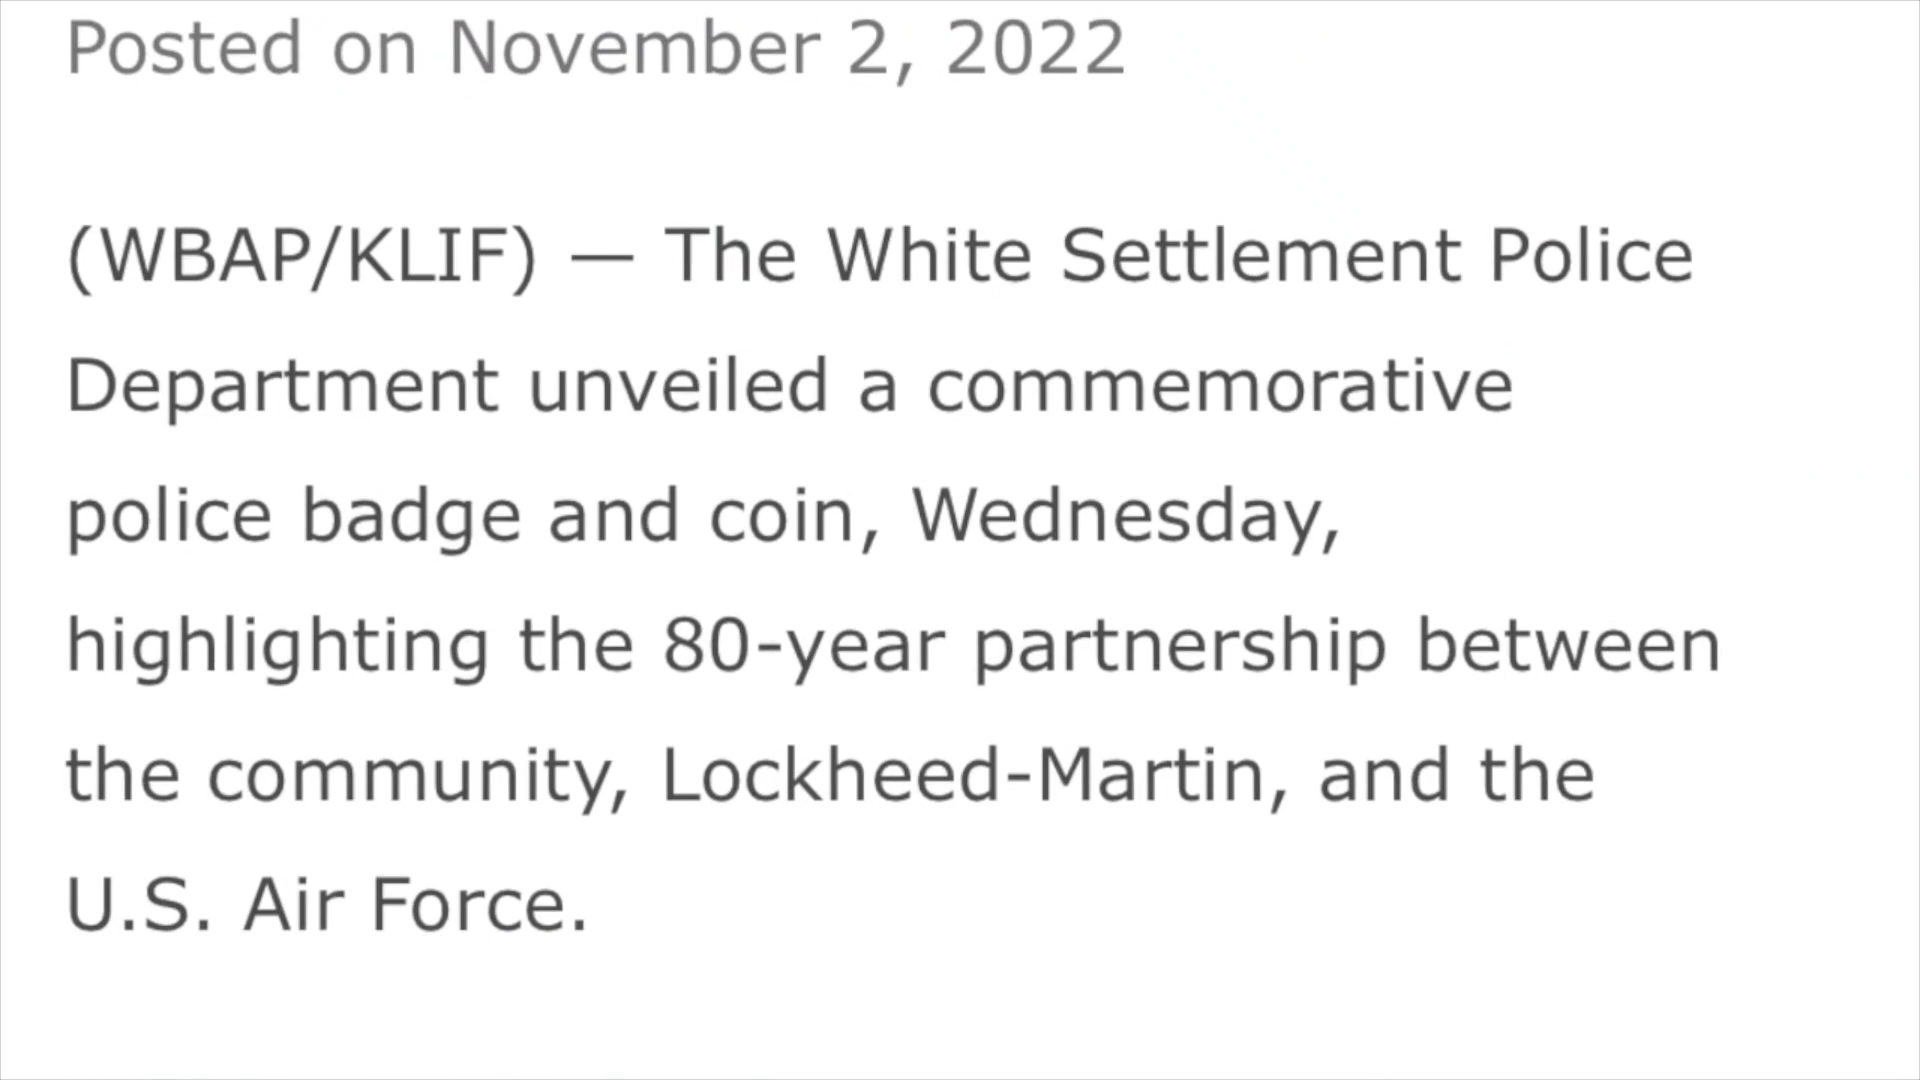 Posted on November 2, 2022
(WBAP/KLIF) — The White Settlement Police
Department unveiled a commemorative
police badge and coin, Wednesday,
highlighting the 80-year partnership between
the community, Lockheed-Martin, and the
U.S. Air Force.